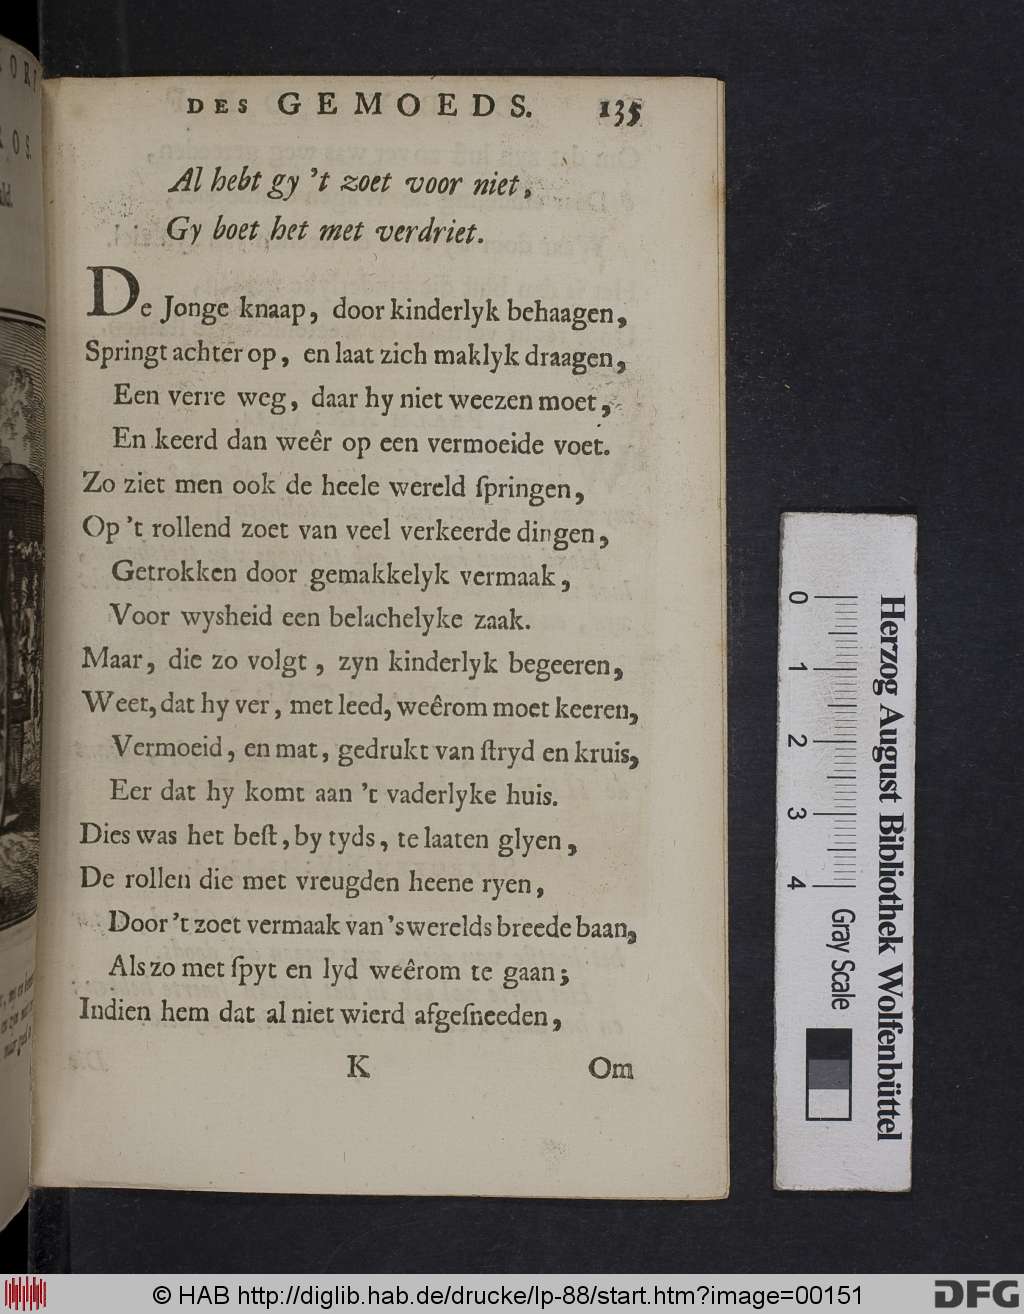 DES GEMOEDS. 135
Al hebt gy 't zoet voor niet,
Gy boet het met verdriet.
De Jonge knaap, door kinderlyk behaagen,
Springt achter op, en laat zich maklyk draagen,
Een verre weg, daar hy niet weezen moet,
En keerd dan weêr op een vermoeide voet.
Zo ziet men ook de heele wereld ſpringen,
Op 't rollend zoet van veel verkeerde dingen,
Getrokken door gemakkelyk vermaak,
Voor wysheid een belachelyke zaak.
Maar, die zo volgt, zyn kinderlyk begeeren,
Weet, dat hy ver, met leed, weêrom moet keeren,
Vermoeid, en mat, gedrukt van ſtryd en kruis,
Eer dat hy komt aan 't vaderlyke huis.
Dies was het beſt, by tyds, te laaten glyen,
De rollen die met vreugden heene ryen,
Door 't zoet vermaak van 's werelds breede baan,
Als zo met ſpyt en lyd weêrom te gaan;
Indien hem dat al niet wierd afgeſneeden,
K Om
0 1 2 3 4 Gray Scale
Herzog August Bibliothek Wolfenbüttel
© HAB http://diglib.hab.de/drucke/lp-88/start.htm?image=00151
DFG